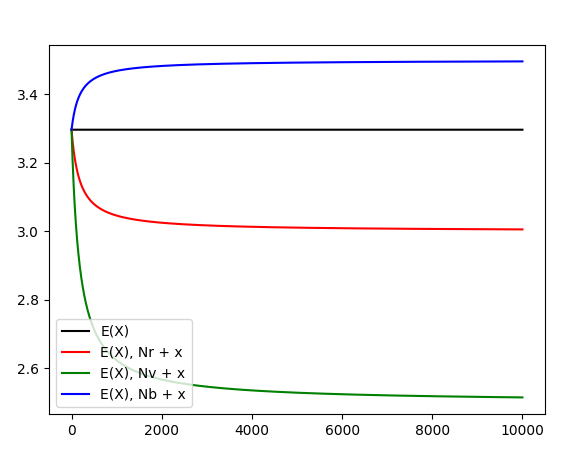 3.4
3.2
3.0
2.8
2.6
E(X)
E(X), Nr + x
E(X), Nv + x
E(X), Nb + x
0
2000
4000
6000
8000
10000